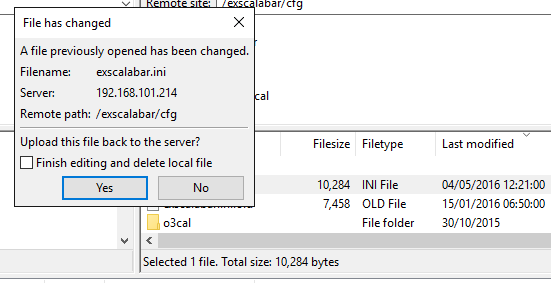 Remote site: /exscalabar/cfg
File has changed
A file previously opened has been changed.
Filename: exscalabar.ini
Server: 192.168.101.214
Remote path: /exscalabar/cfg
Upload this file back to the server?
Finish editing and delete local file
Yes No
cal
Filesize Filetype Last modified
10,284 INI File 04/05/2016 12:21:00
7,458 OLD File 15/01/2016 06:50:00
o3cal File folder 30/10/2015
Selected 1 file. Total size: 10,284 bytes